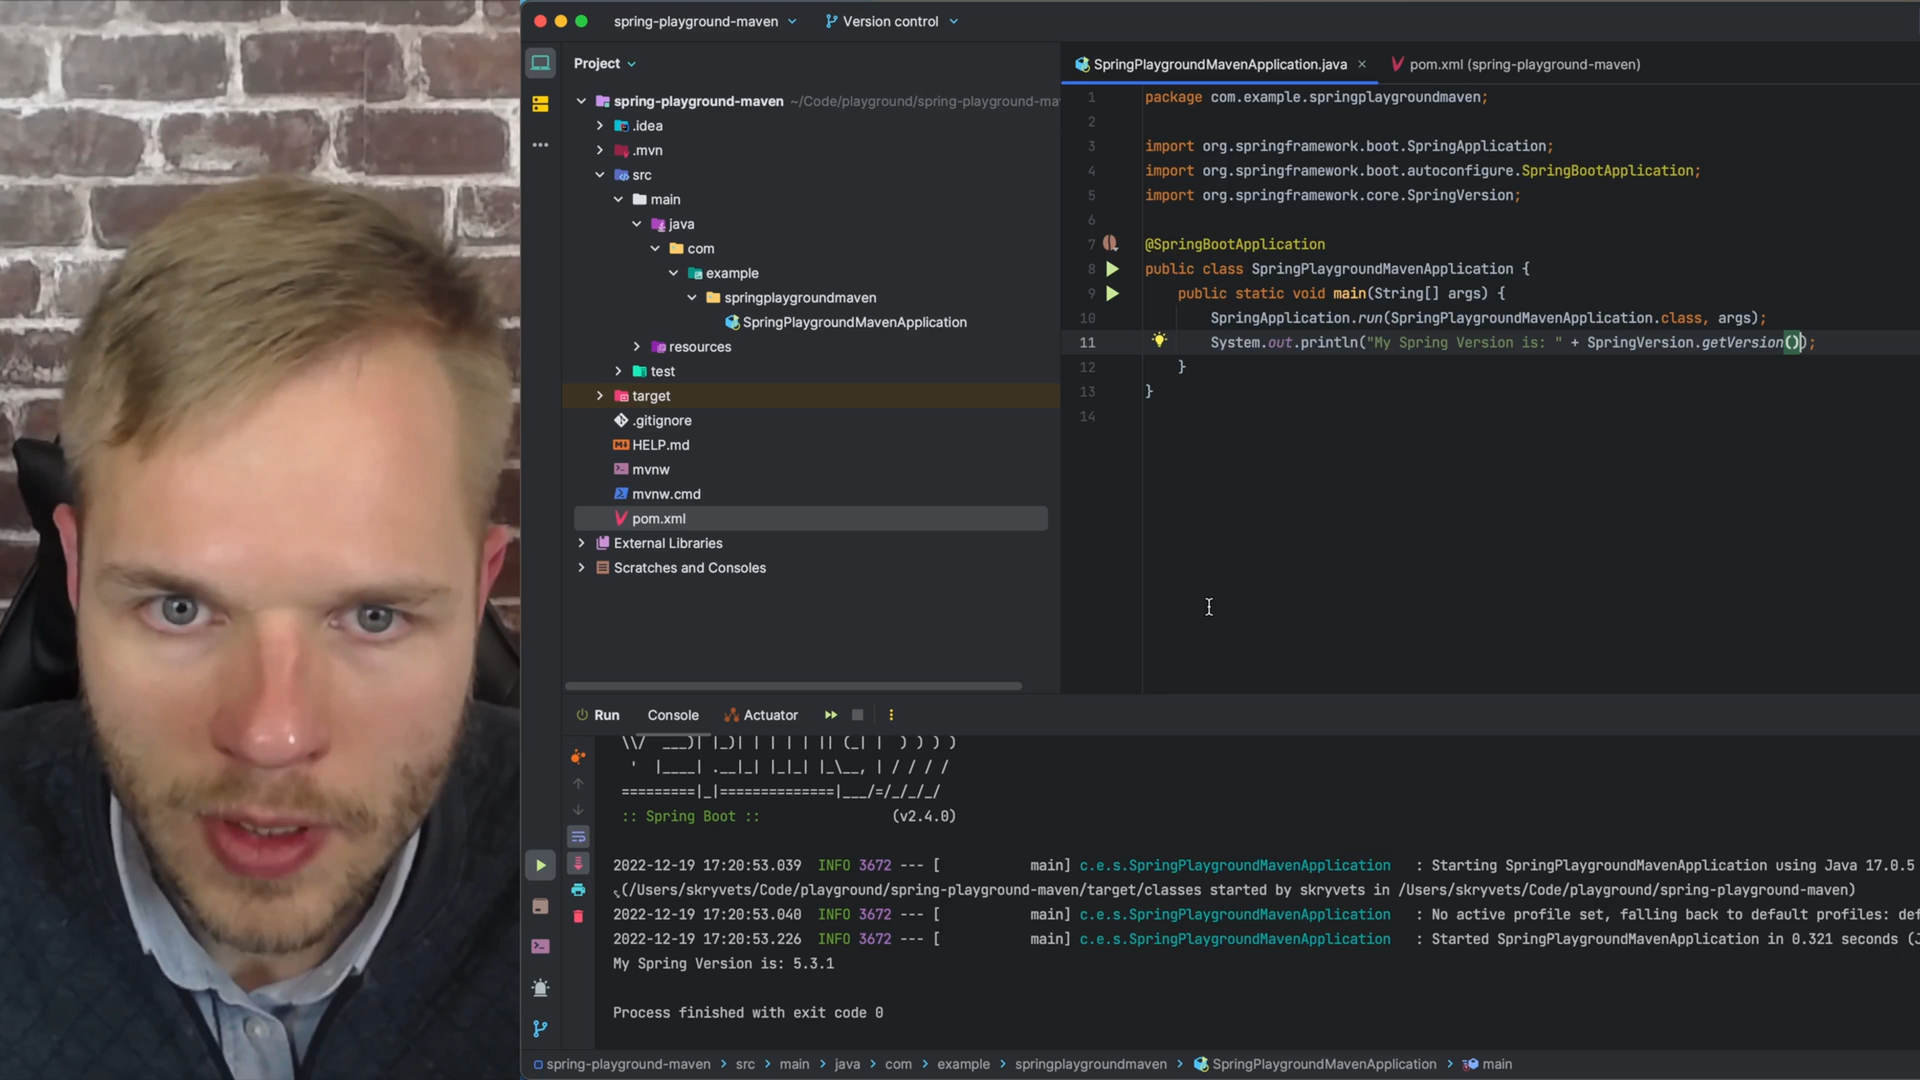 spring-playground-maven
Version control
Project
spring-playground-maven ~/Code/playground/spring-playground-ma
.idea
.mvn
src
main
java
com
example
springplaygroundmaven
SpringPlaygroundMavenApplication
resources
test
target
.gitignore
HELP.md
mvnw
mvnw.cmd
pom.xml
External Libraries
Scratches and Consoles
SpringPlaygroundMavenApplication.java
pom.xml (spring-playground-maven)
1 package com.example.springplaygroundmaven;
2
3 import org.springframework.boot.SpringApplication;
4 import org.springframework.boot.autoconfigure.SpringBootApplication;
5 import org.springframework.core.SpringVersion;
6
7 @SpringBootApplication
8 public class SpringPlaygroundMavenApplication {
9 public static void main(String[] args) {
10 SpringApplication.run(SpringPlaygroundMavenApplication.class, args);
11 System.out.println("My Spring Version is: " + SpringVersion.getVersion());
12 }
13 }
14
Run Console Actuator
\\/  ___)| |_)| | | | | || (_| |  ) ) ) )
'  |____| .__|_| |_|_| |_\__, | / / / /
=========|_|==============|___/=/_/_/_/
:: Spring Boot :: (v2.4.0)
2022-12-19 17:20:53.039 INFO 3672 --- [ main] c.e.s.SpringPlaygroundMavenApplication : Starting SpringPlaygroundMavenApplication using Java 17.0.5
(/Users/skryvets/Code/playground/spring-playground-maven/target/classes started by skryvets in /Users/skryvets/Code/playground/spring-playground-maven)
2022-12-19 17:20:53.040 INFO 3672 --- [ main] c.e.s.SpringPlaygroundMavenApplication : No active profile set, falling back to default profiles: def
2022-12-19 17:20:53.226 INFO 3672 --- [ main] c.e.s.SpringPlaygroundMavenApplication : Started SpringPlaygroundMavenApplication in 0.321 seconds (J
My Spring Version is: 5.3.1
Process finished with exit code 0
spring-playground-maven > src > main > java > com > example > springplaygroundmaven > SpringPlaygroundMavenApplication > main